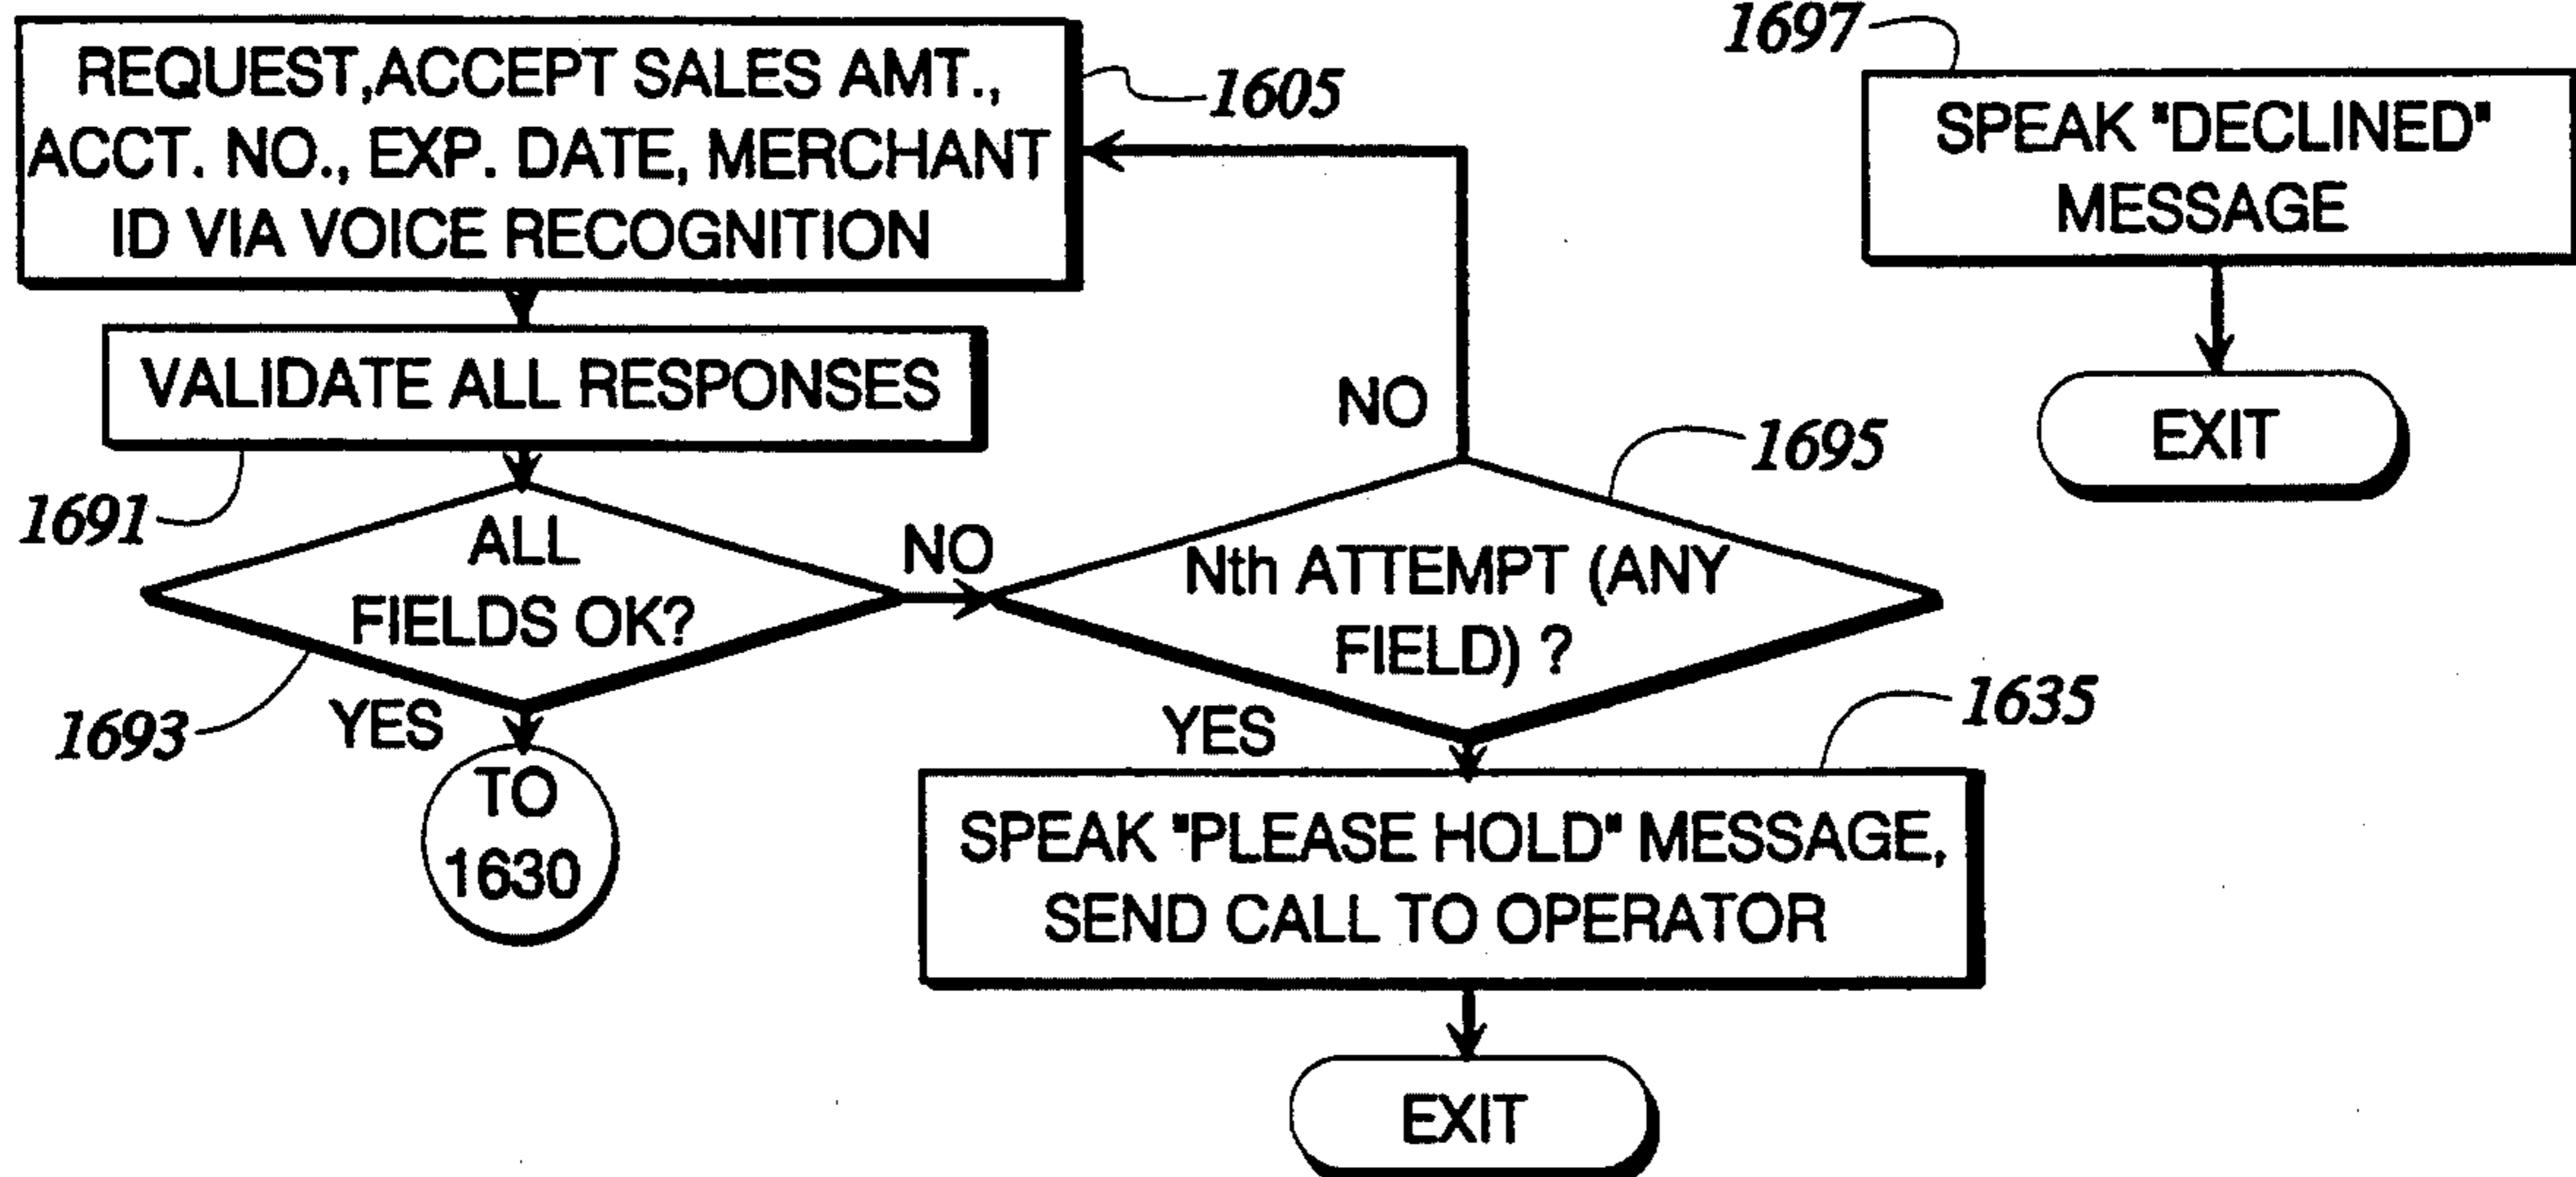 REQUEST,ACCEPT SALES AMT.,
ACCT. NO., EXP. DATE, MERCHANT
ID VIA VOICE RECOGNITION
1605
VALIDATE ALL RESPONSES
1691
ALL
FIELDS OK?
1693
NO
YES
TO
1630
Nth ATTEMPT (ANY
FIELD) ?
1695
NO
YES
SPEAK "PLEASE HOLD" MESSAGE,
SEND CALL TO OPERATOR
1635
EXIT
1697
SPEAK "DECLINED"
MESSAGE
EXIT